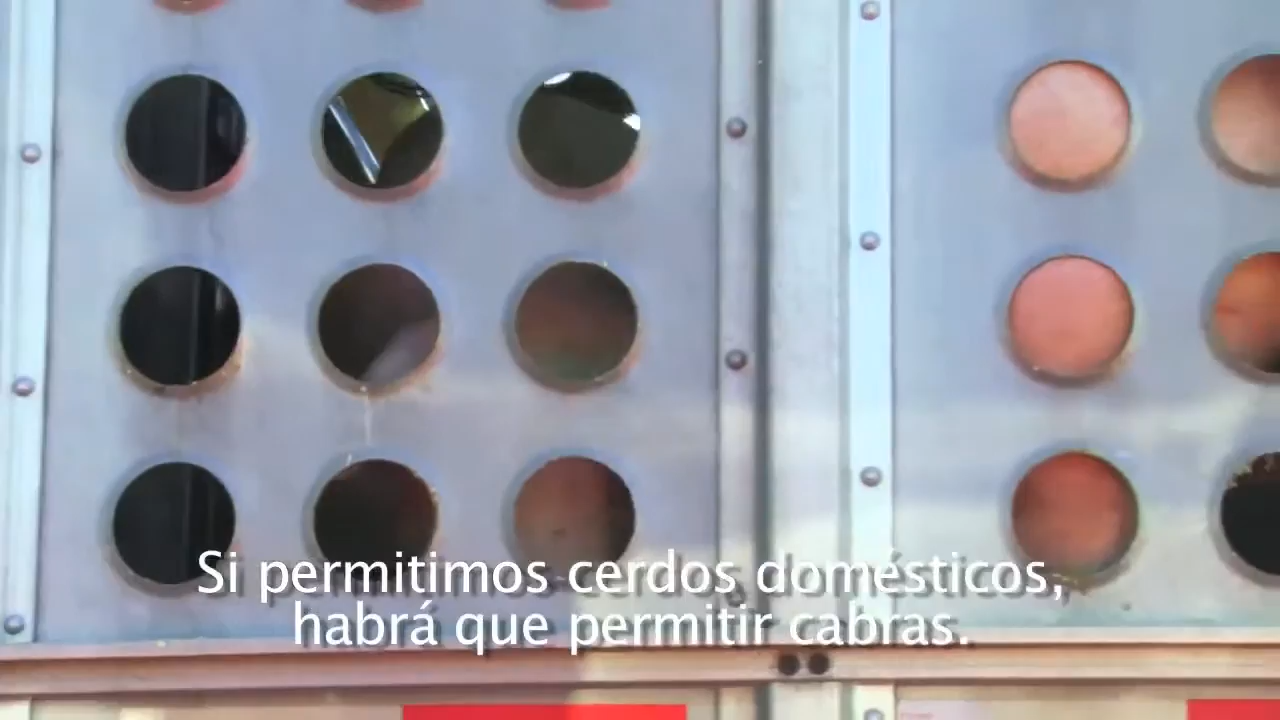 Si permitimos cerdos domésticos,
habrá que permitir cabras.